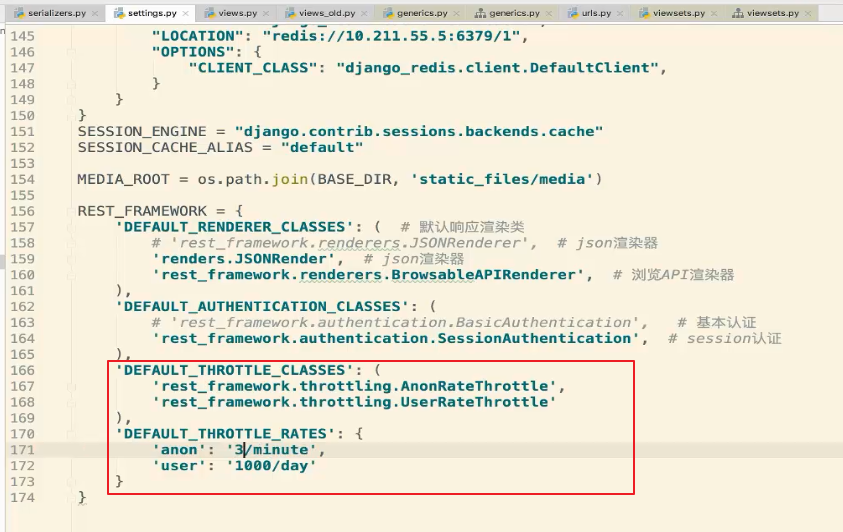 serializers.py settings.py views.py views_old.py generics.py generics.py urls.py viewsets.py viewsets.py
145 "LOCATION": "redis://10.211.55.5:6379/1",
146 "OPTIONS": {
147 "CLIENT_CLASS": "django_redis.client.DefaultClient",
148 }
149 }
150 }
151 SESSION_ENGINE = "django.contrib.sessions.backends.cache"
152 SESSION_CACHE_ALIAS = "default"
153
154 MEDIA_ROOT = os.path.join(BASE_DIR, 'static_files/media')
155
156 REST_FRAMEWORK = {
157 'DEFAULT_RENDERER_CLASSES': ( # 默认响应渲染类
158 # 'rest_framework.renderers.JSONRenderer', # json渲染器
159 'renders.JSONRender', # json渲染器
160 'rest_framework.renderers.BrowsableAPIRenderer', # 浏览API渲染器
161 ),
162 'DEFAULT_AUTHENTICATION_CLASSES': (
163 # 'rest_framework.authentication.BasicAuthentication', # 基本认证
164 'rest_framework.authentication.SessionAuthentication', # session认证
165 ),
166 'DEFAULT_THROTTLE_CLASSES': (
167 'rest_framework.throttling.AnonRateThrottle',
168 'rest_framework.throttling.UserRateThrottle'
169 ),
170 'DEFAULT_THROTTLE_RATES': {
171 'anon': '3/minute',
172 'user': '1000/day'
173 }
174 }